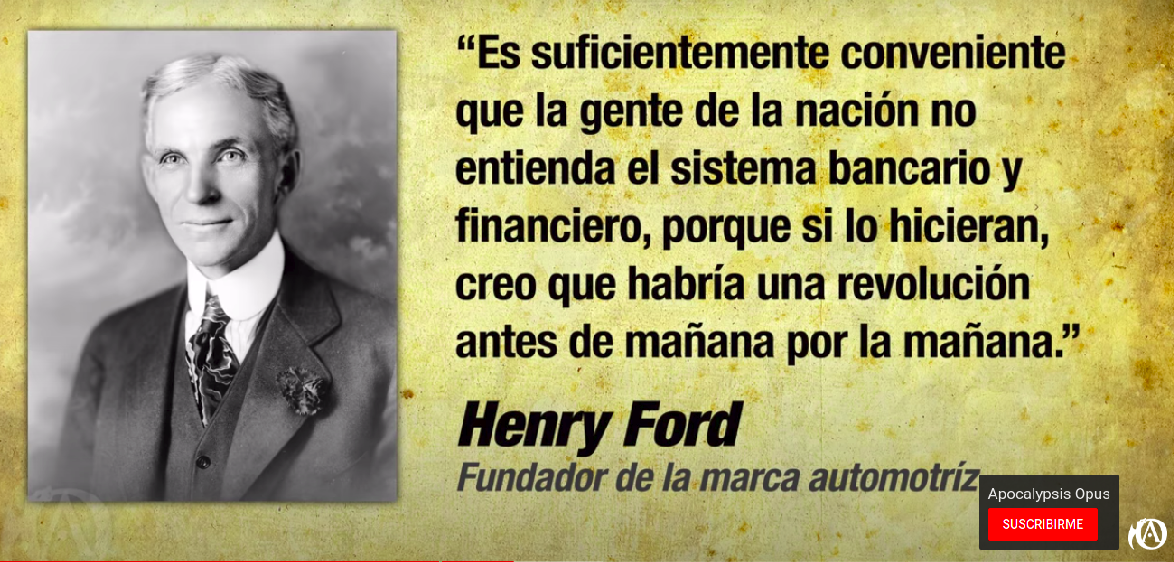 “Es suficientemente conveniente
que la gente de la nación no
entienda el sistema bancario y
financiero, porque si lo hicieran,
creo que habría una revolución
antes de mañana por la mañana.”
Henry Ford
Fundador de la marca automotríz
Apocalypsis Opus
SUSCRIBIRME